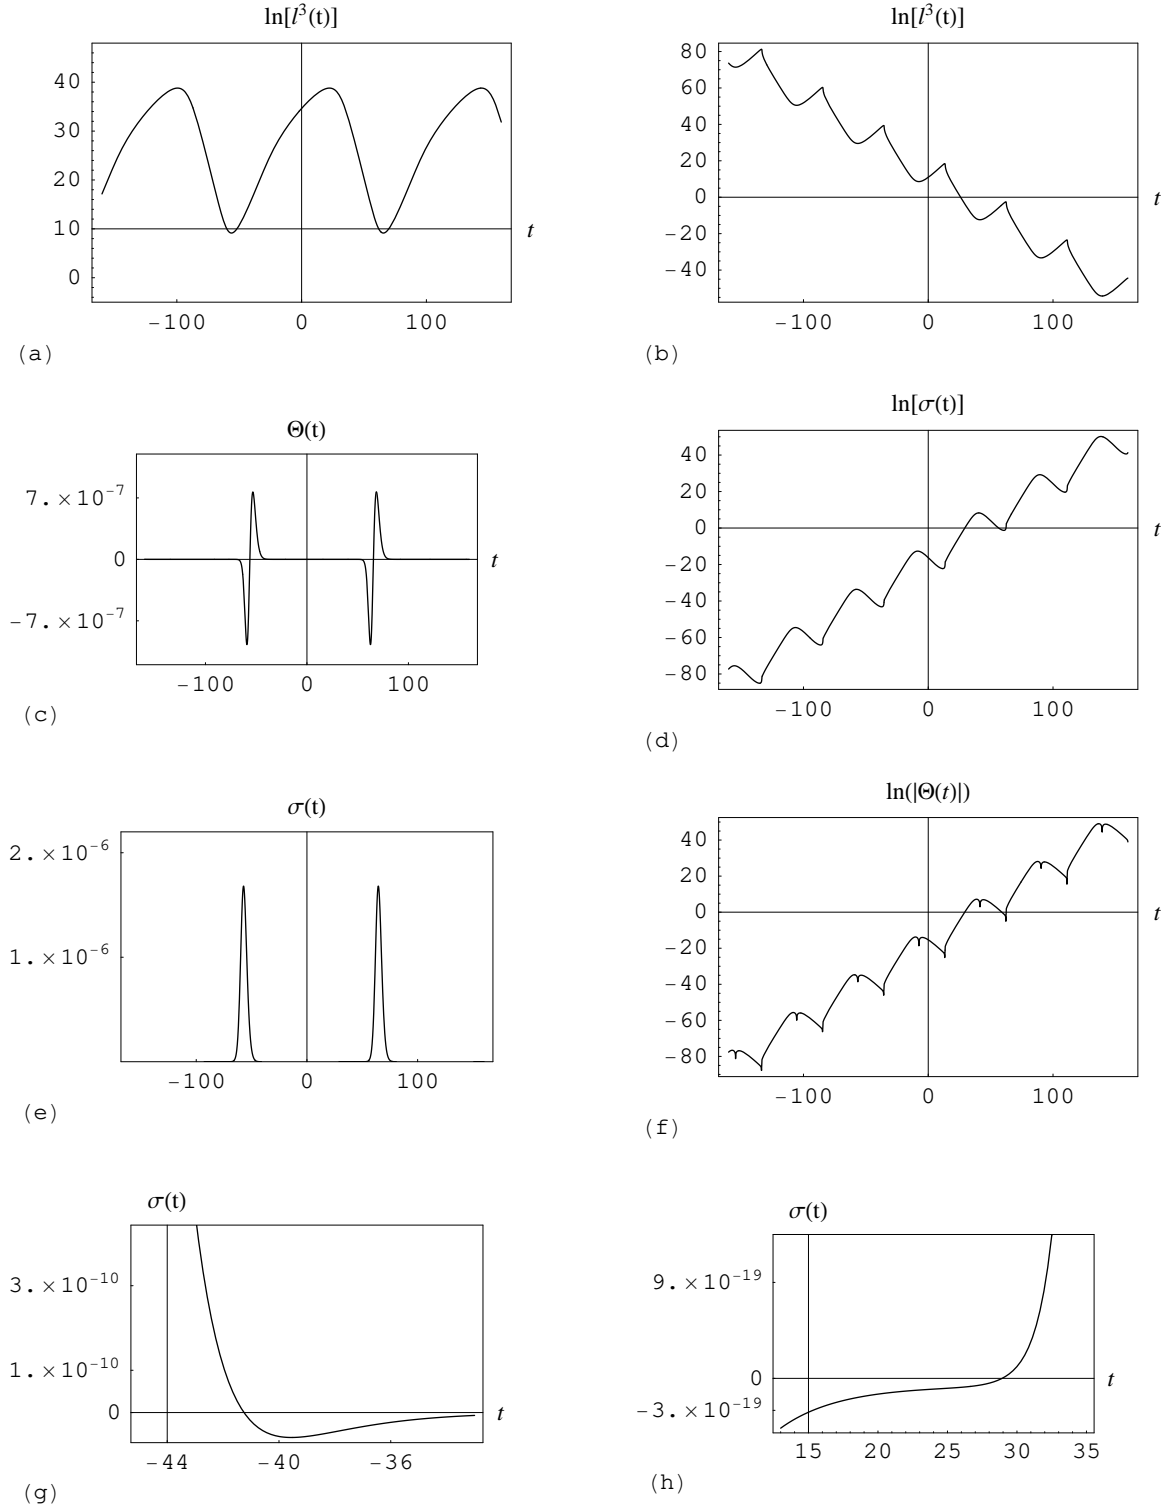 ln[l³(t)]
40
30
20
10
0
t
-100 0 100
(a)
ln[l³(t)]
80
60
40
20
0
-20
-40
t
-100 0 100
(b)
Θ(t)
7.×10⁻⁷
0
-7.×10⁻⁷
t
-100 0 100
(c)
ln[σ(t)]
40
20
0
-20
-40
-60
-80
t
-100 0 100
(d)
σ(t)
2.×10⁻⁶
1.×10⁻⁶
-100 0 100
(e)
ln(|Θ(t)|)
40
20
0
-20
-40
-60
-80
t
-100 0 100
(f)
σ(t)
3.×10⁻¹⁰
1.×10⁻¹⁰
0
t
-44 -40 -36
(g)
σ(t)
9.×10⁻¹⁹
0
-3.×10⁻¹⁹
t
15 20 25 30 35
(h)